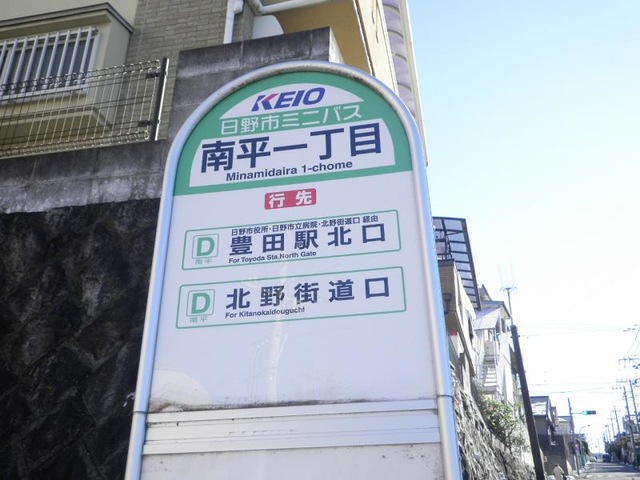 KEIO
日野市ミニバス
南平一丁目
Minamidaira 1-chome
行先
日野市役所・日野市立病院・北野街道口 経由
D 豊田駅北口
南平 For Toyoda Sta.North Gate
D 北野街道口
南平 For Kitanokaidouguchi